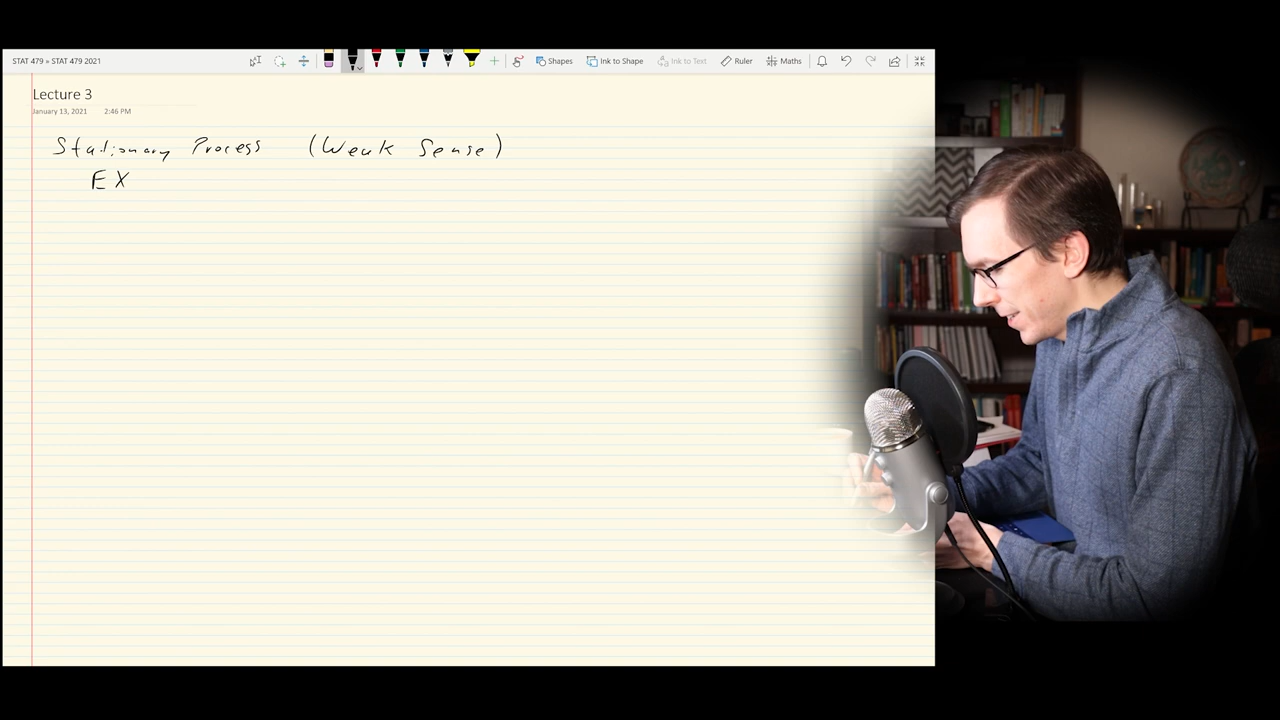 STAT 479 » STAT 479 2021
Shapes
Ink to Shape
Ink to Text
Ruler
Maths
Lecture 3
January 13, 2021 2:46 PM
Stationary Process (Weak Sense)
EX